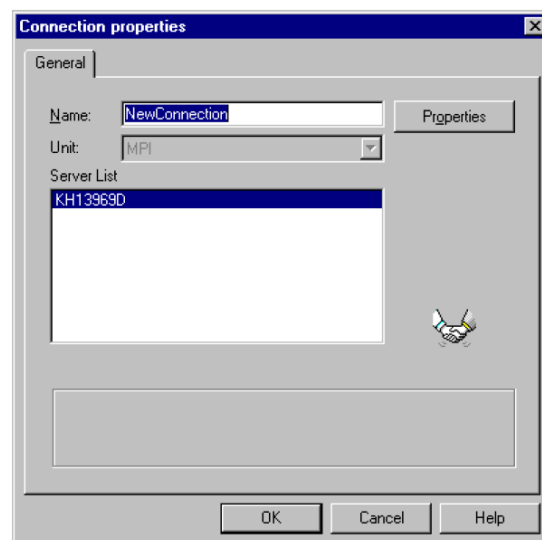 Connection properties
General
Name: NewConnection Properties
Unit: MPI
Server List
KH13969D
OK Cancel Help